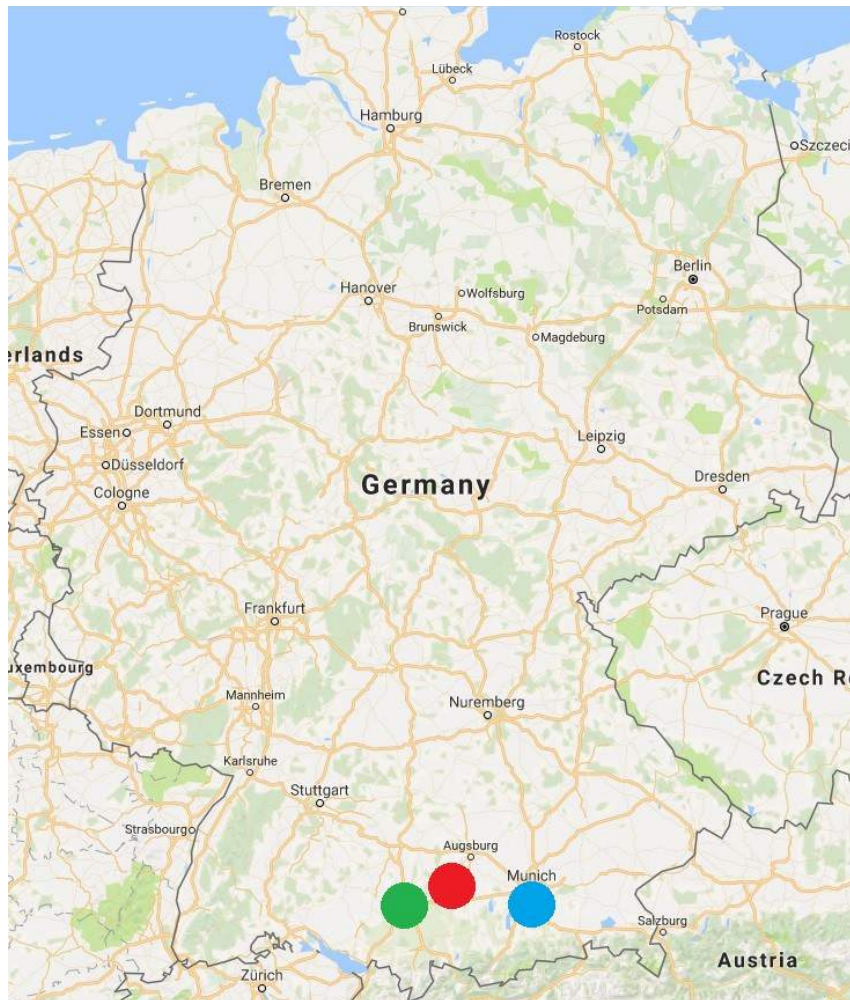 Rostock
Lübeck
Hamburg
Szczeci
Bremen
Berlin
Hanover
Wolfsburg
Potsdam
Brunswick
Magdeburg
erlands
Dortmund
Essen
Leipzig
Düsseldorf
Dresden
Germany
Cologne
Frankfurt
Prague
uxembourg
Czech R
Mannheim
Nuremberg
Karlsruhe
Stuttgart
Strasbourg
Augsburg
Munich
Salzburg
Austria
Zürich